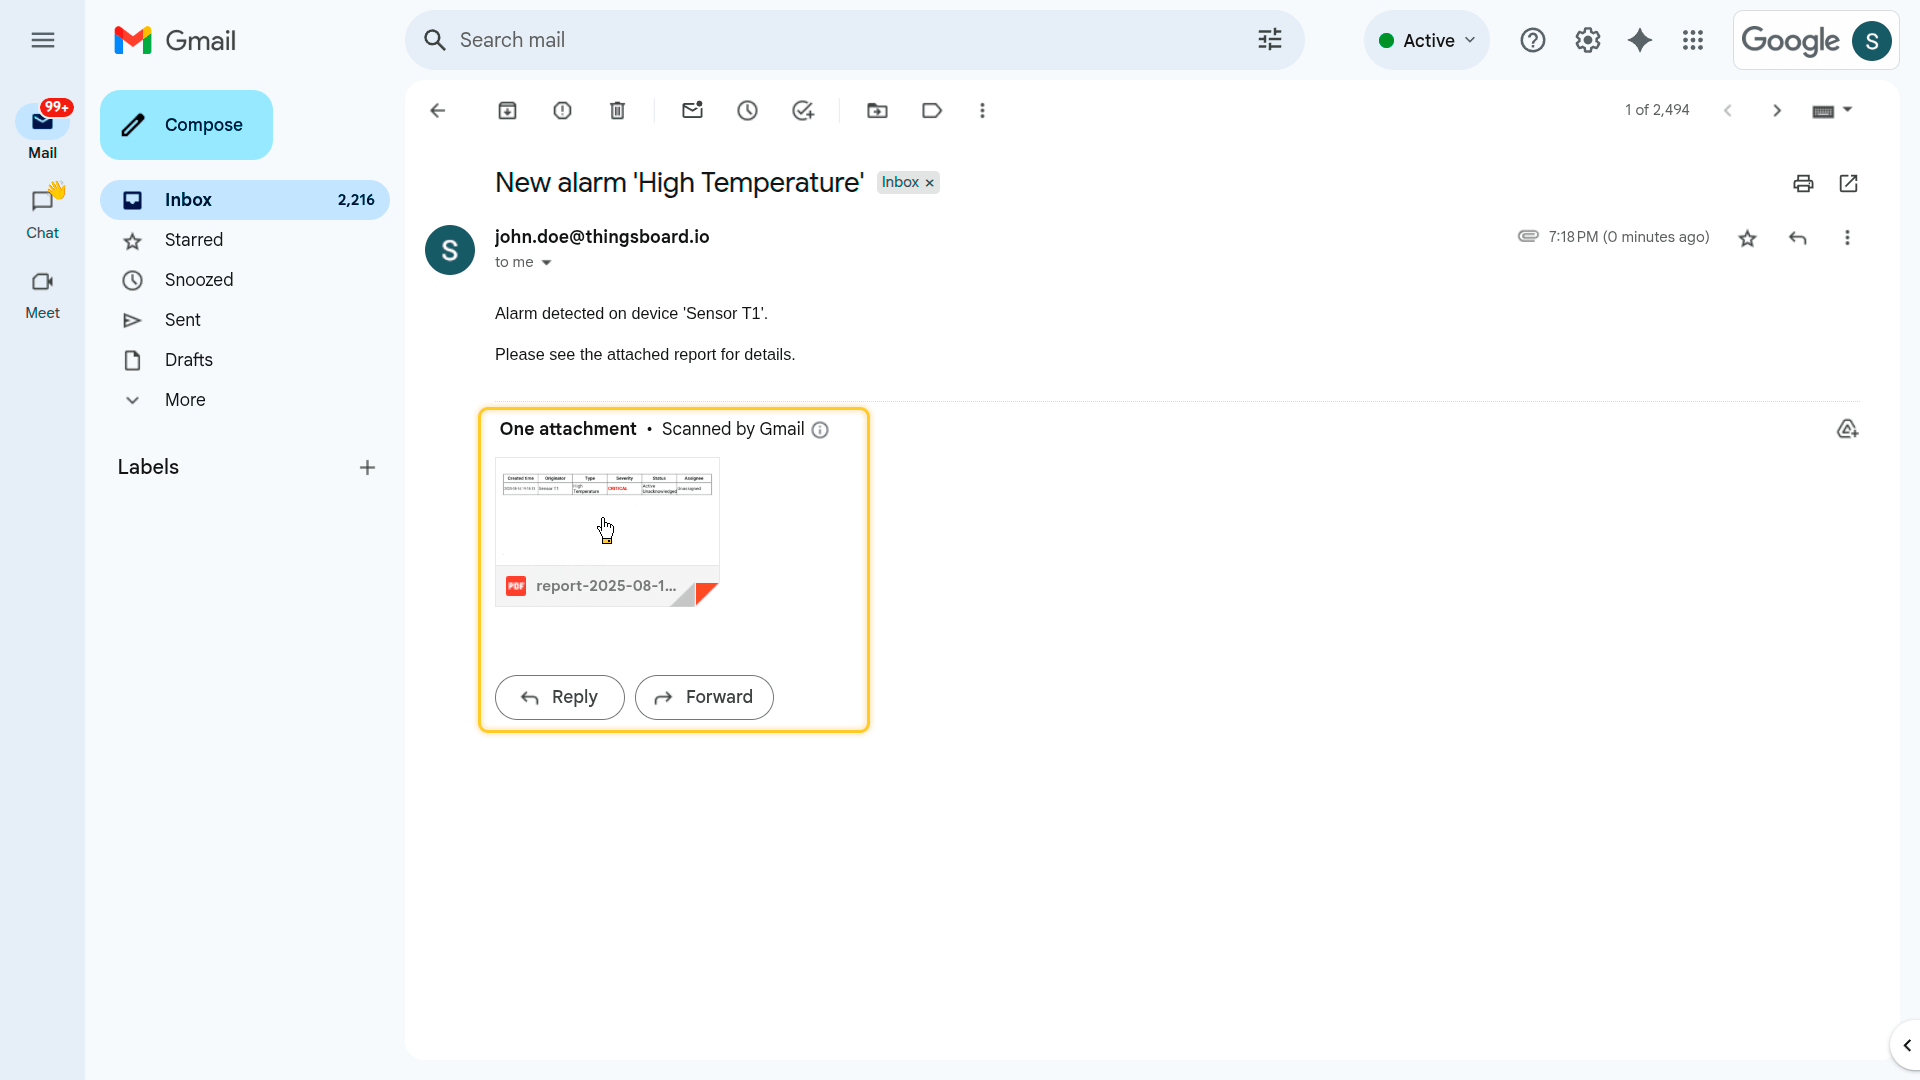 Gmail
Search mail
Active
Google
S
99+
Mail
Chat
Meet
Compose
Inbox 2,216
Starred
Snoozed
Sent
Drafts
More
Labels
1 of 2,494
New alarm 'High Temperature' Inbox ×
S
john.doe@thingsboard.io
7:18 PM (0 minutes ago)
to me
Alarm detected on device 'Sensor T1'.
Please see the attached report for details.
One attachment • Scanned by Gmail
Created time Originator Type Severity Status Assignee
Sensor T1 High Temperature CRITICAL Active Unacknowledged Unassigned
PDF report-2025-08-1...
Reply
Forward